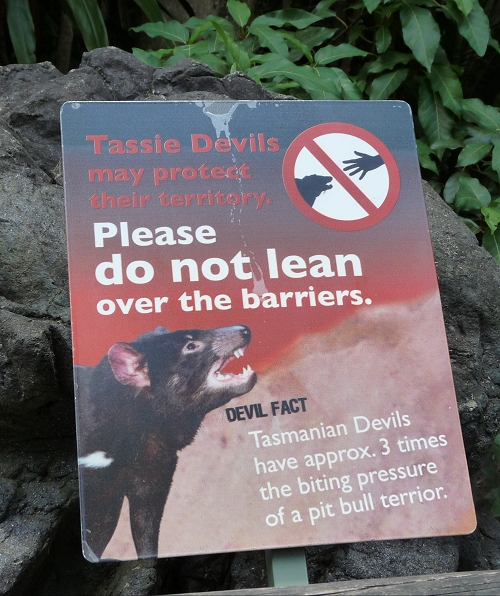 Tassie Devils
may protect
their territory.
Please
do not lean
over the barriers.
DEVIL FACT
Tasmanian Devils
have approx. 3 times
the biting pressure
of a pit bull terrior.